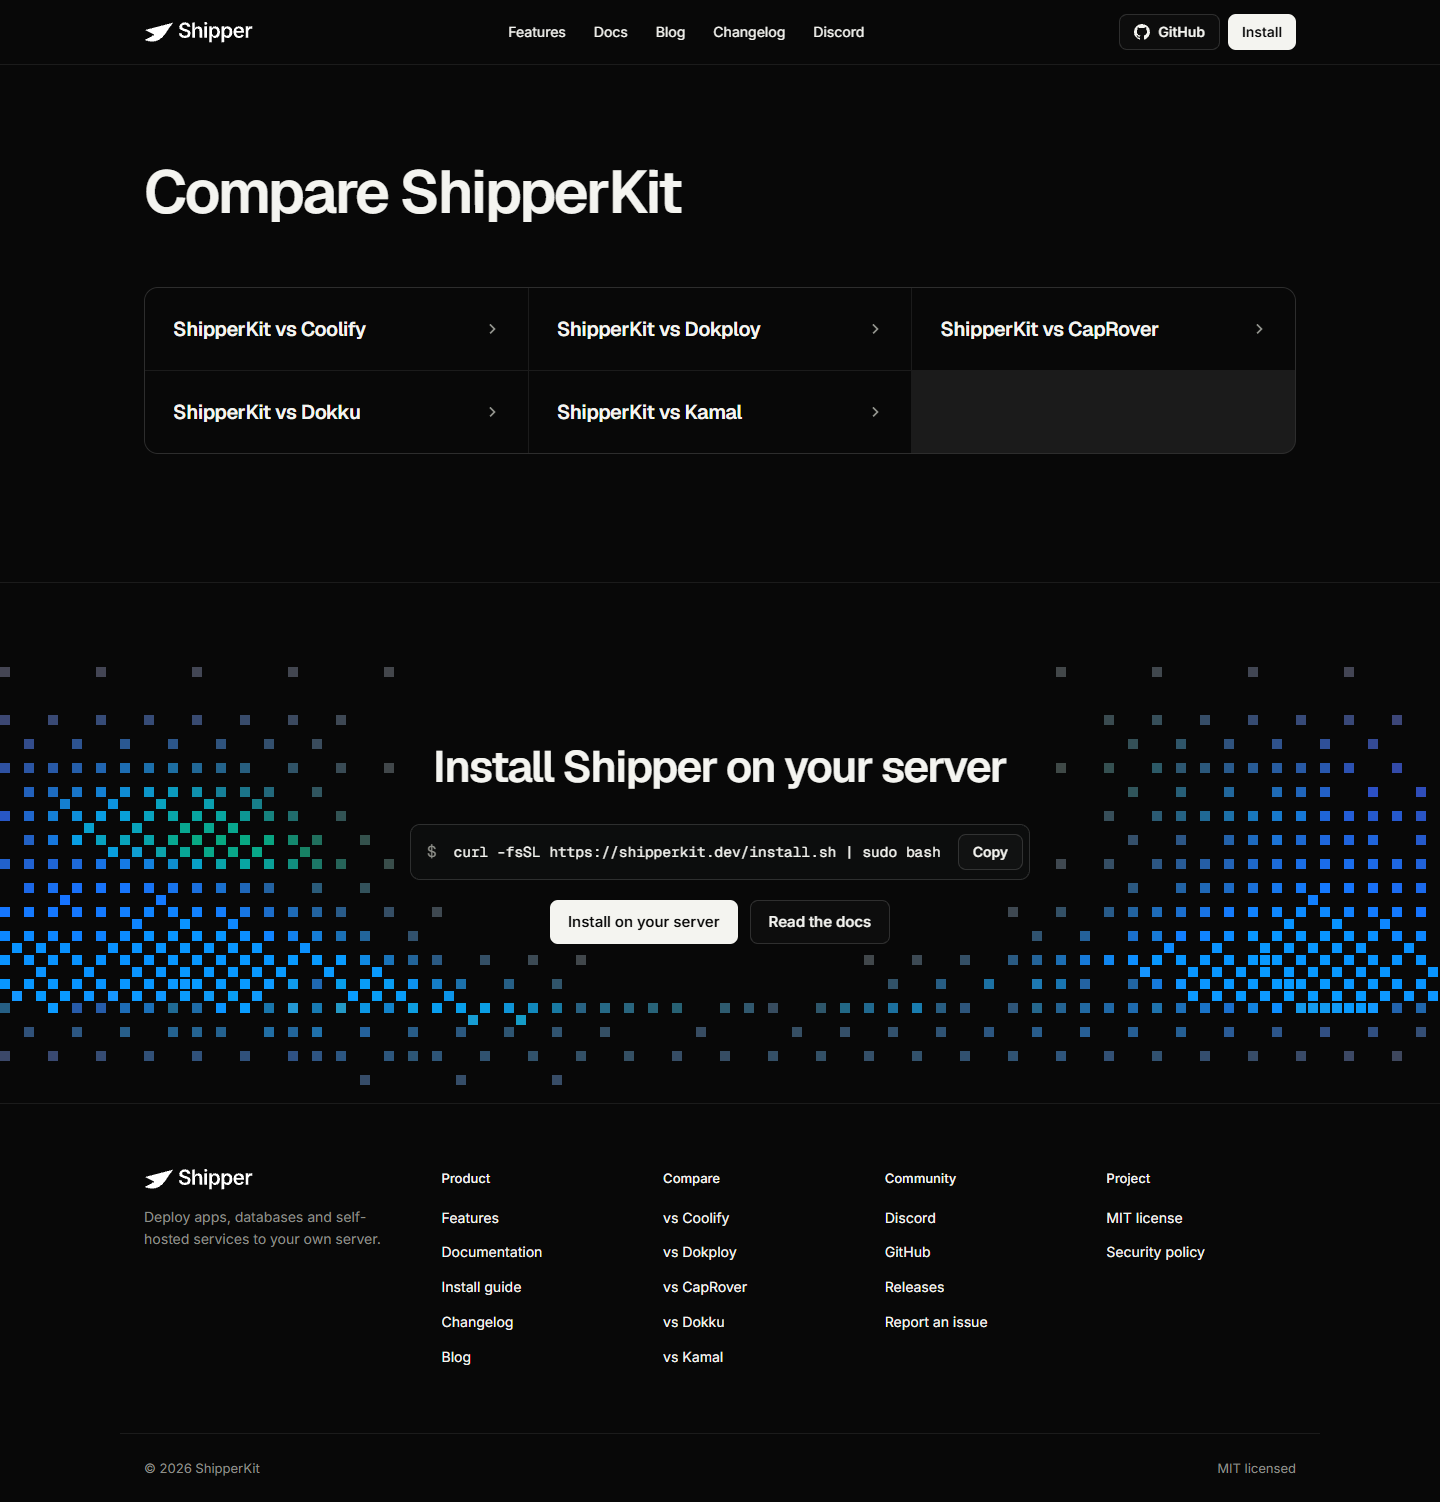 Shipper
Features Docs Blog Changelog Discord
GitHub
Install
Compare ShipperKit
ShipperKit vs Coolify
ShipperKit vs Dokploy
ShipperKit vs CapRover
ShipperKit vs Dokku
ShipperKit vs Kamal
Install Shipper on your server
$ curl -fsSL https://shipperkit.dev/install.sh | sudo bash
Copy
Install on your server
Read the docs
Shipper
Deploy apps, databases and self-
hosted services to your own server.
Product
Features
Documentation
Install guide
Changelog
Blog
Compare
vs Coolify
vs Dokploy
vs CapRover
vs Dokku
vs Kamal
Community
Discord
GitHub
Releases
Report an issue
Project
MIT license
Security policy
© 2026 ShipperKit
MIT licensed